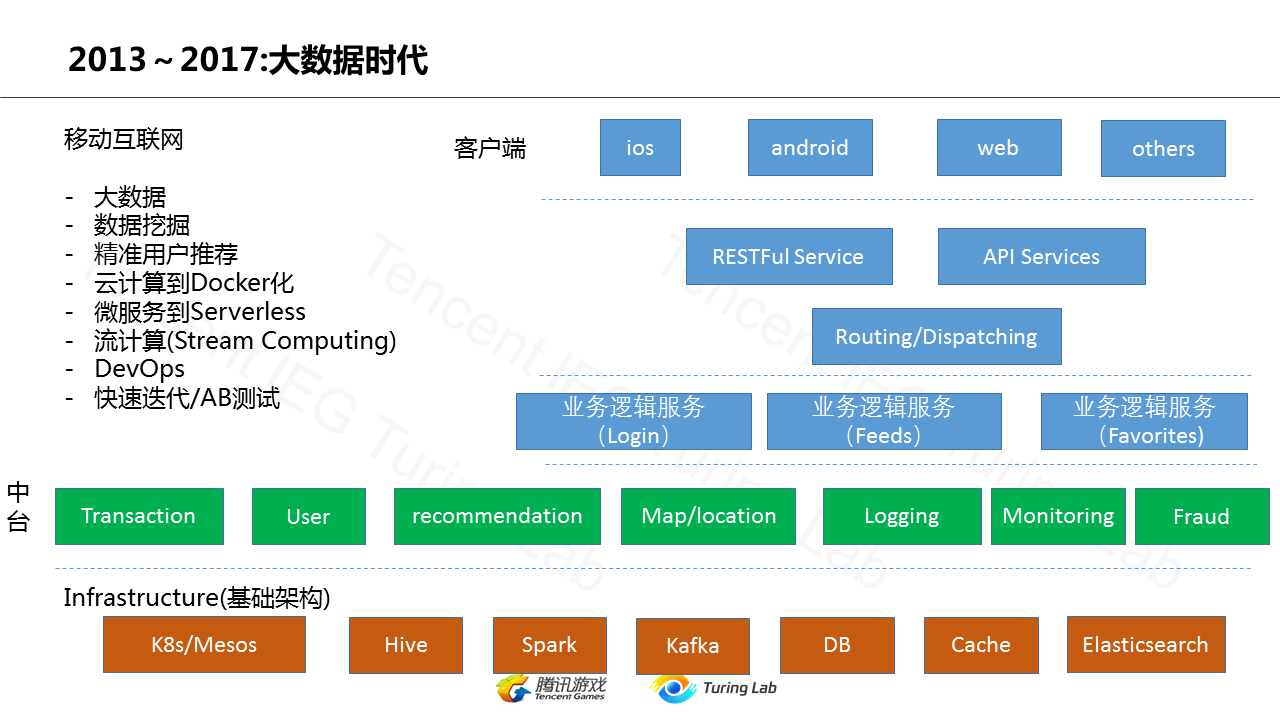 2013～2017:大数据时代
移动互联网
- 大数据
- 数据挖掘
- 精准用户推荐
- 云计算到Docker化
- 微服务到Serverless
- 流计算(Stream Computing)
- DevOps
- 快速迭代/AB测试
客户端
ios
android
web
others
RESTFul Service
API Services
Routing/Dispatching
业务逻辑服务
（Login）
业务逻辑服务
（Feeds）
业务逻辑服务
（Favorites)
中
台
Transaction
User
recommendation
Map/location
Logging
Monitoring
Fraud
Infrastructure(基础架构)
K8s/Mesos
Hive
Spark
Kafka
DB
Cache
Elasticsearch
腾讯游戏
Tencent Games
Turing Lab
Tencent IEG Turing Lab
Tencent IEG Turing Lab
Tencent IEG Turing Lab